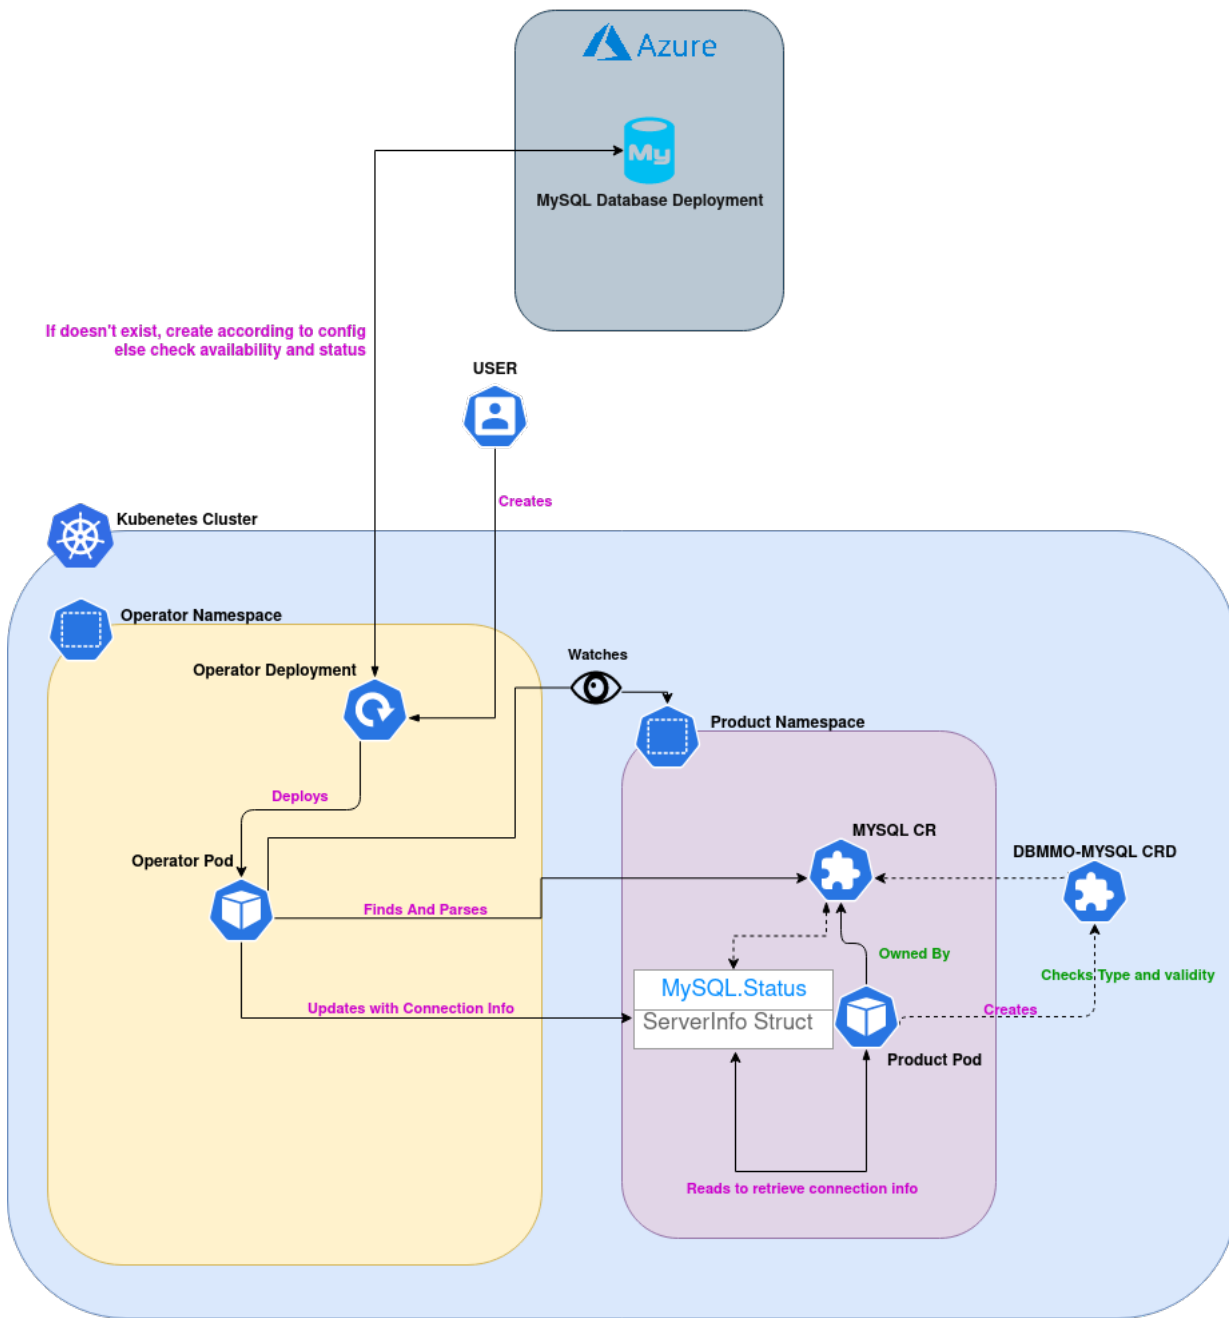 Azure
My
MySQL Database Deployment
If doesn't exist, create according to config
else check availability and status
USER
Creates
Kubenetes Cluster
Operator Namespace
Operator Deployment
Watches
Product Namespace
Deploys
MYSQL CR
DBMMO-MYSQL CRD
Operator Pod
Finds And Parses
Owned By
Checks Type and validity
MySQL.Status
Updates with Connection Info
Creates
ServerInfo Struct
Product Pod
Reads to retrieve connection info